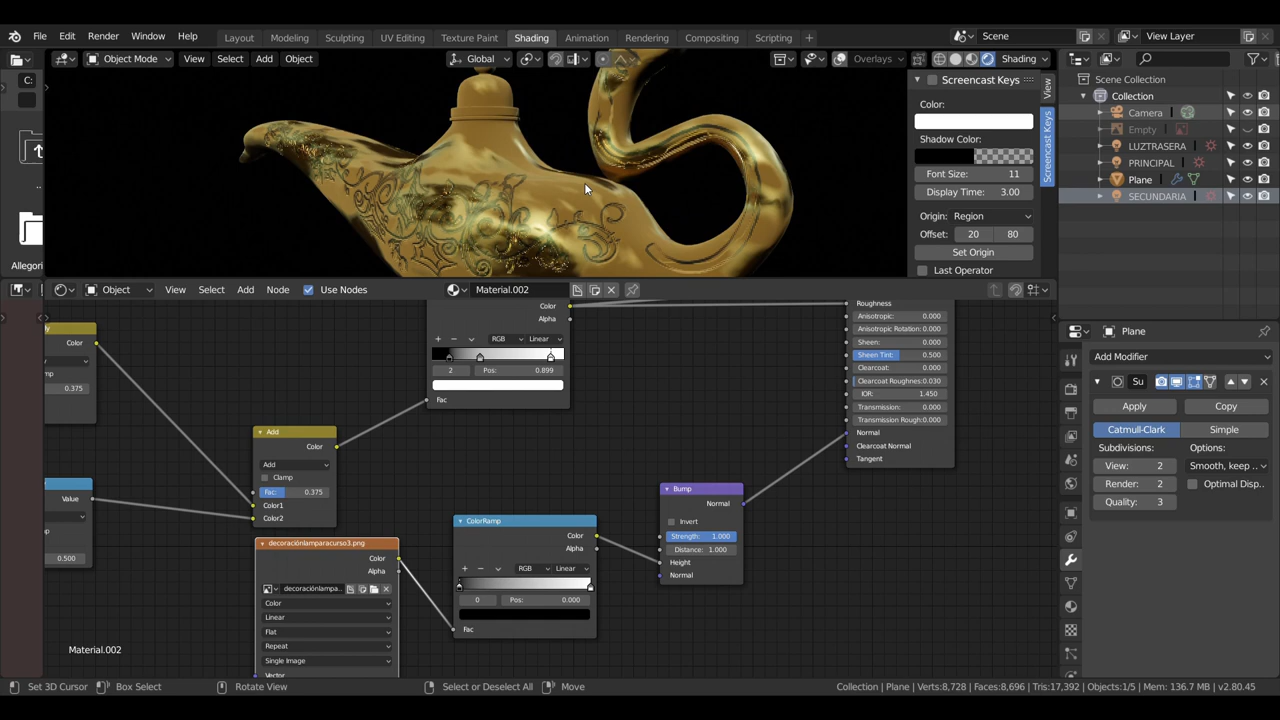 File Edit Render Window Help Layout Modeling Sculpting UV Editing Texture Paint Shading Animation Rendering Compositing Scripting + Scene View Layer
Object Mode View Select Add Object Global Overlays Shading
C:
..
Allegori
Screencast Keys
Color:
Shadow Color:
Font Size: 11
Display Time: 3.00
Origin: Region
Offset: 20 80
Set Origin
Last Operator
View
Screencast Keys
Scene Collection
Collection
Camera
Empty
LUZTRASERA
PRINCIPAL
Plane
SECUNDARIA
Object View Select Add Node Use Nodes Material.002
Color
0.375
Value
0.500
Add
Color
Add
Clamp
Fac: 0.375
Color1
Color2
Color
Alpha
RGB Linear
2 Pos: 0.899
Fac
decoraciónlamparacurso3.png
Color
Alpha
decoraciónlampa..
Color
Linear
Flat
Repeat
Single Image
Vector
ColorRamp
Color
Alpha
RGB Linear
0 Pos: 0.000
Fac
Bump
Normal
Invert
Strength: 1.000
Distance: 1.000
Height
Normal
Roughness
Anisotropic: 0.000
Anisotropic Rotation: 0.000
Sheen: 0.000
Sheen Tint: 0.500
Clearcoat: 0.000
Clearcoat Roughness:0.030
IOR: 1.450
Transmission: 0.000
Transmission Rough:0.000
Normal
Clearcoat Normal
Tangent
Material.002
Plane
Add Modifier
Su
Apply Copy
Catmull-Clark Simple
Subdivisions: Options:
View: 2 Smooth, keep ..
Render: 2 Optimal Disp..
Quality: 3
Set 3D Cursor Box Select Rotate View Select or Deselect All Move Collection | Plane | Verts:8,728 | Faces:8,696 | Tris:17,392 | Objects:1/5 | Mem: 136.7 MB | v2.80.45